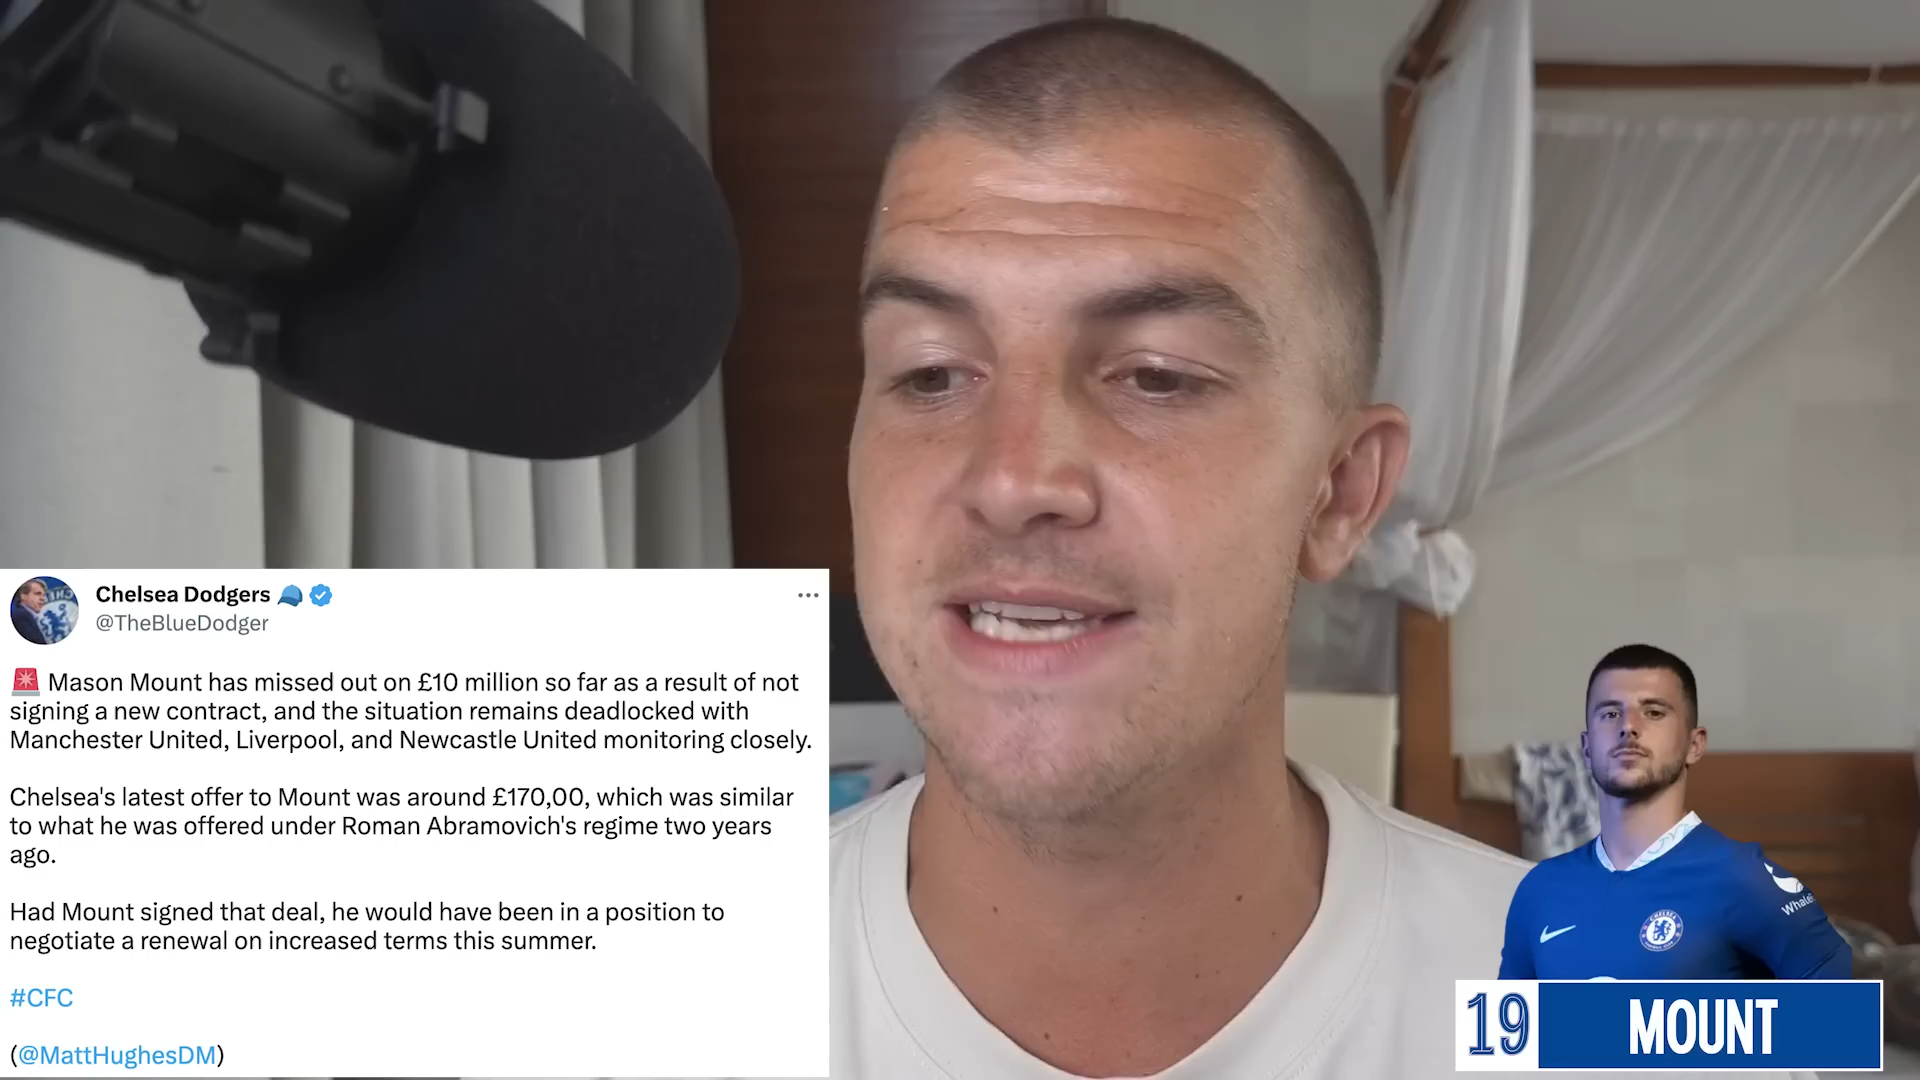 Chelsea Dodgers
@TheBlueDodger
Mason Mount has missed out on £10 million so far as a result of not
signing a new contract, and the situation remains deadlocked with
Manchester United, Liverpool, and Newcastle United monitoring closely.
Chelsea's latest offer to Mount was around £170,00, which was similar
to what he was offered under Roman Abramovich's regime two years
ago.
Had Mount signed that deal, he would have been in a position to
negotiate a renewal on increased terms this summer.
#CFC
(@MattHughesDM)
CHELSEA
19 MOUNT